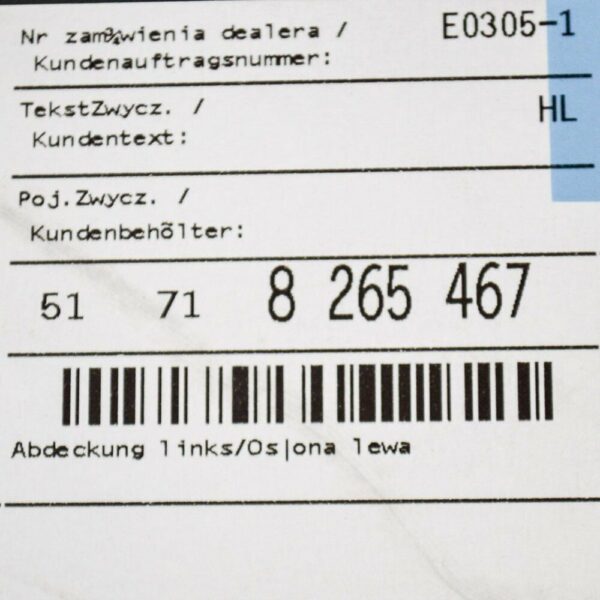 Nr zam¾wienia dealera / E0305-1
Kundenauftragsnummer:
TekstZwycz. / HL
Kundentext:
Poj.Zwycz. /
Kundenbehõlter:
51 71 8 265 467
Abdeckung links/Os|ona lewa